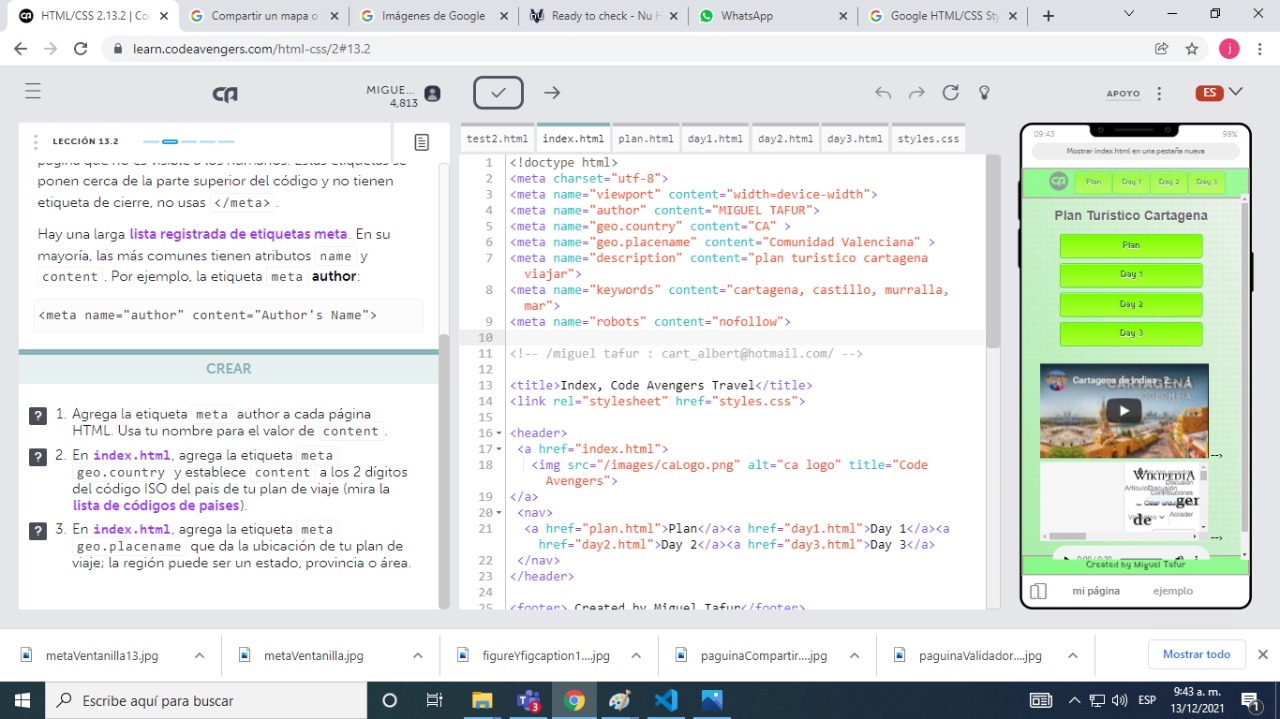 HTML/CSS 2.13.2 | Co
Compartir un mapa o
Imágenes de Google
Ready to check - Nu H
WhatsApp
Google HTML/CSS Sty
learn.codeavengers.com/html-css/2#13.2
j
MIGUE...
4,813
APOYO
ES
LECCIÓN 13.2
ponen cerca de la parte superior del código y no tienen
etiqueta de cierre, no usas </meta> .
Hay una larga lista registrada de etiquetas meta. En su
mayoría, las más comunes tienen atributos name y
content . Por ejemplo, la etiqueta meta author:
<meta name="author" content="Author's Name">
CREAR
? 1. Agrega la etiqueta meta author a cada página
HTML. Usa tu nombre para el valor de content .
? 2. En index.html, agrega la etiqueta meta
geo.country y establece content a los 2 dígitos
del código ISO del pais de tu plan de viaje (mira la
lista de códigos de paises).
? 3. En index.html, agrega la etiqueta meta
geo.placename que da la ubicación de tu plan de
viaje; la región puede ser un estado, provincia o área.
test2.html index.html plan.html day1.html day2.html day3.html styles.css
1 <!doctype html>
2 <meta charset="utf-8">
3 <meta name="viewport" content="width=device-width">
4 <meta name="author" content="MIGUEL TAFUR">
5 <meta name="geo.country" content="CA" >
6 <meta name="geo.placename" content="Comunidad Valenciana" >
7 <meta name="description" content="plan turistico cartagena
viajar">
8 <meta name="keywords" content="cartagena, castillo, murralla,
mar">
9 <meta name="robots" content="nofollow">
10
11 <!-- /miguel tafur : cart_albert@hotmail.com/ -->
12
13 <title>Index, Code Avengers Travel</title>
14 <link rel="stylesheet" href="styles.css">
15
16 <header>
17 <a href="index.html">
18 <img src="/images/caLogo.png" alt="ca logo" title="Code
Avengers">
19 </a>
20 <nav>
21 <a href="plan.html">Plan</a><a href="day1.html">Day 1</a><a
href="day2.html">Day 2</a><a href="day3.html">Day 3</a>
22 </nav>
23 </header>
24
25 <footer> Created by Miguel Tafur</footer>
09:43 98%
Mostrar index.html en una pestaña nueva
Plan Day 1 Day 2 Day 3
Plan Turistico Cartagena
Plan
Day 1
Day 2
Day 3
Cartagena de Indias - 2
CARTAGENA
COLOMBIA
-->
WIKIPEDIA
Artículo Discusión
Contribuciones
ger
Acceder
de
-->
0:00 / 0:20
Created by Miguel Tafur
mi página ejemplo
metaVentanilla13.jpg
metaVentanilla.jpg
figureYfigcaption1....jpg
paguinaCompartir....jpg
paguinaValidador....jpg
Mostrar todo
Escribe aquí para buscar
3
ESP
9:43 a. m.
13/12/2021
1